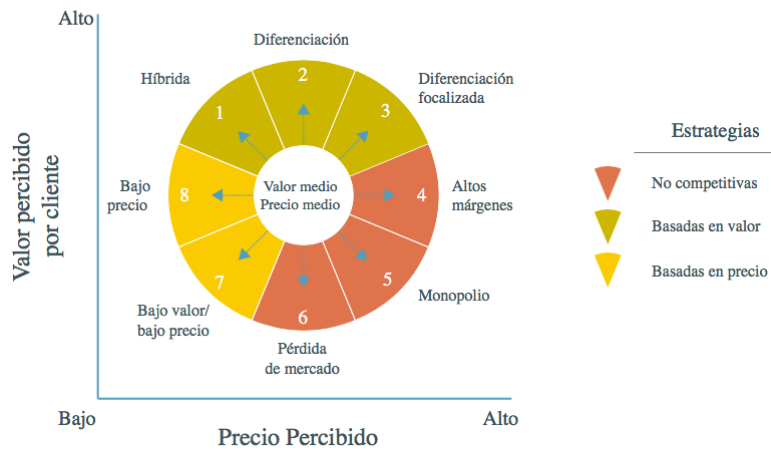 Alto
Diferenciación
Híbrida
Diferenciación
focalizada
1
2
3
Valor percibido
por cliente
Bajo
precio
8
Valor medio
Precio medio
4
Altos
márgenes
7
6
5
Bajo valor/
bajo precio
Pérdida
de mercado
Monopolio
Bajo
Alto
Precio Percibido
Estrategias
No competitivas
Basadas en valor
Basadas en precio